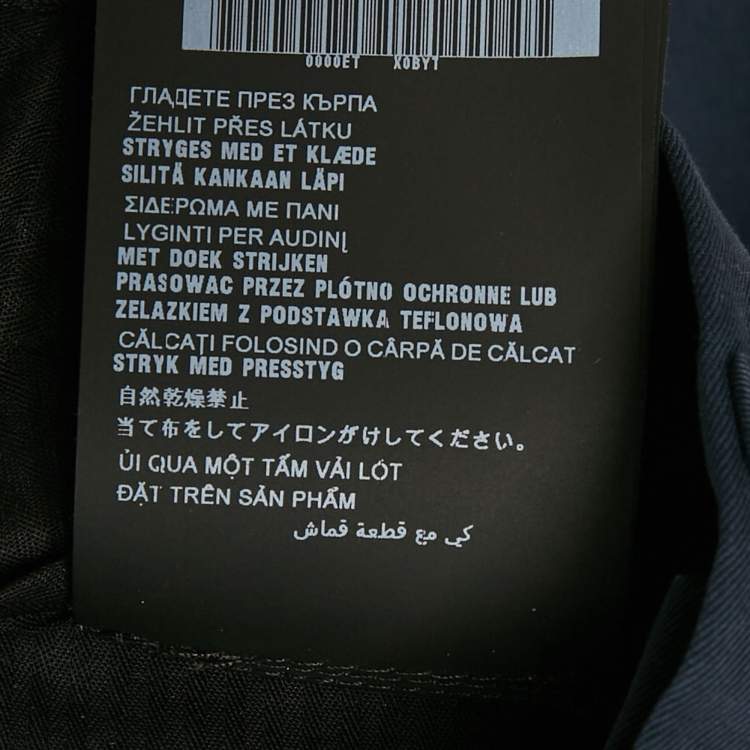 0000ET X0BYT
ГЛАДЕТЕ ПРЕЗ КЪРПА
ŽEHLIT PŘES LÁTKU
STRYGES MED ET KLÆDE
SILITÄ KANKAAN LÄPI
ΣΙΔΕΡΩΜΑ ΜΕ ΠΑΝΙ
LYGINTI PER AUDINĮ
MET DOEK STRIJKEN
PRASOWAC PRZEZ PLÓTNO OCHRONNE LUB
ZELAZKIEM Z PODSTAWKA TEFLONOWA
CĂLCAȚI FOLOSIND O CÂRPĂ DE CĂLCAT
STRYK MED PRESSTYG
自然乾燥禁止
当て布をしてアイロンがけしてください。
ỦI QUA MỘT TẤM VẢI LÓT
ĐẶT TRÊN SẢN PHẨM
كي مع قطعة قماش